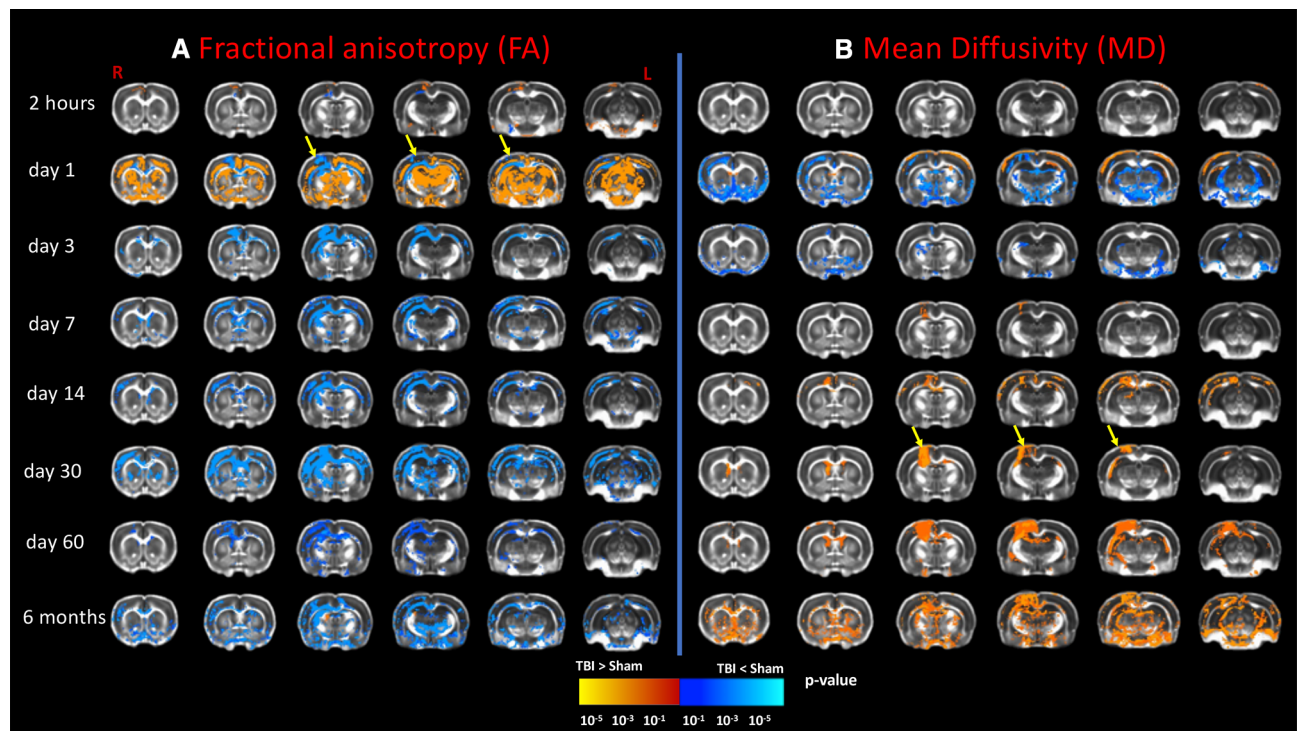 A Fractional anisotropy (FA)
B Mean Diffusivity (MD)
R
L
2 hours
day 1
day 3
day 7
day 14
day 30
day 60
6 months
TBI > Sham
TBI < Sham
p-value
10⁻⁵ 10⁻³ 10⁻¹ 10⁻¹ 10⁻³ 10⁻⁵